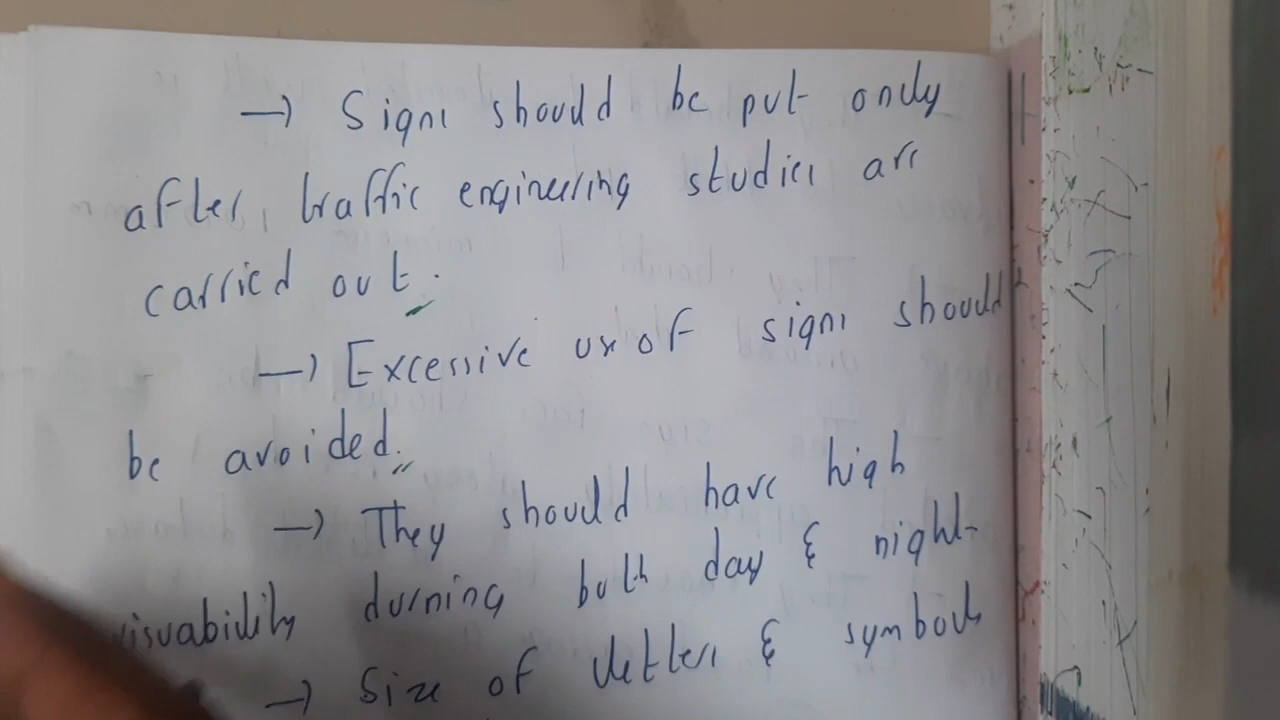 → Signs should be put only
after, traffic engineering studies are
carried out.
→ Excessive use of signs should
be avoided.
→ They should have high
visuability durning both day & night
→ Size of letters & symbols